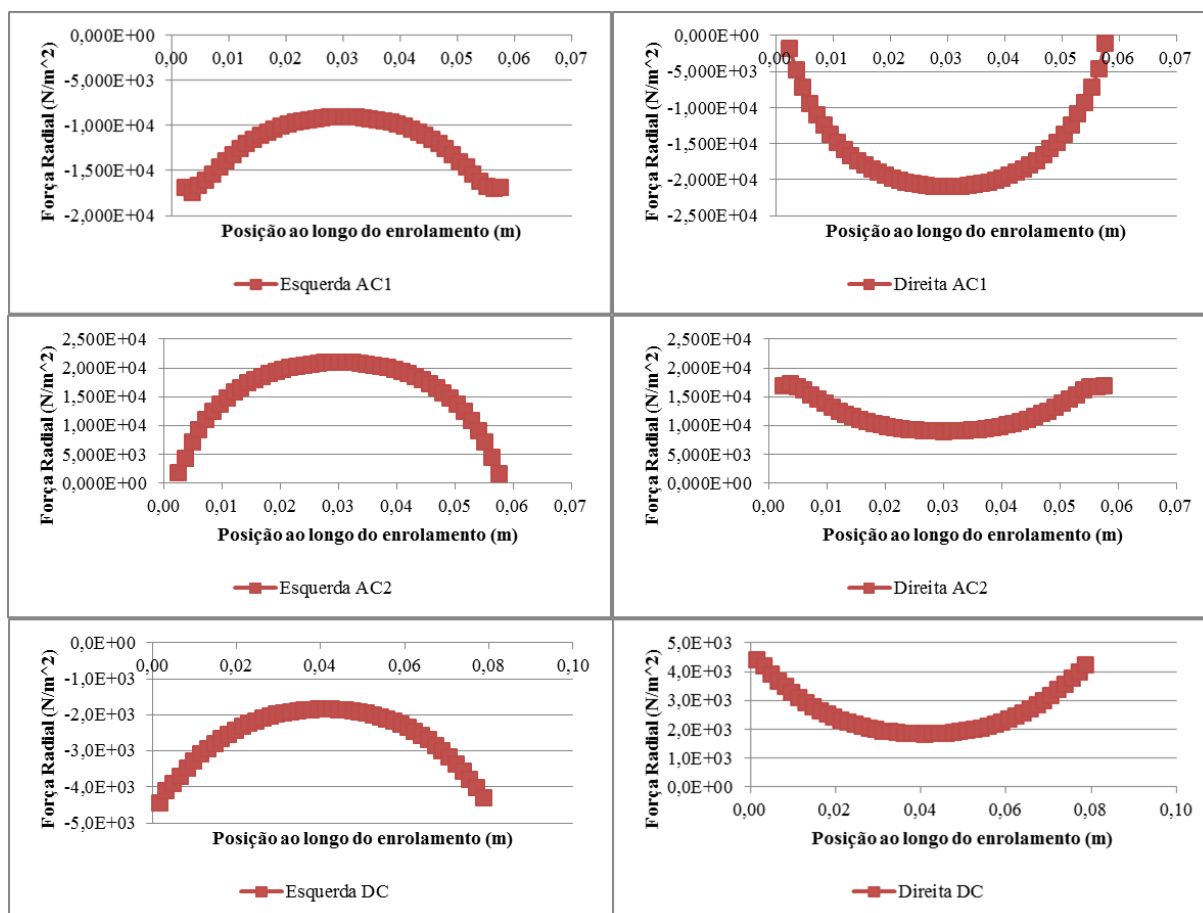 0,000E+00
-5,000E+03
-1,000E+04
-1,500E+04
-2,000E+04
0,00 0,01 0,02 0,03 0,04 0,05 0,06 0,07
Força Radial (N/m^2)
Posição ao longo do enrolamento (m)
Esquerda AC1
0,000E+00
-5,000E+03
-1,000E+04
-1,500E+04
-2,000E+04
-2,500E+04
0,00 0,01 0,02 0,03 0,04 0,05 0,06 0,07
Força Radial (N/m^2)
Posição ao longo do enrolamento (m)
Direita AC1
2,500E+04
2,000E+04
1,500E+04
1,000E+04
5,000E+03
0,000E+00
0,00 0,01 0,02 0,03 0,04 0,05 0,06 0,07
Força Radial (N/m^2)
Posição ao longo do enrolamento (m)
Esquerda AC2
2,500E+04
2,000E+04
1,500E+04
1,000E+04
5,000E+03
0,000E+00
0,00 0,01 0,02 0,03 0,04 0,05 0,06 0,07
Força Radial (N/m^2)
Posição ao longo do enrolamento (m)
Direita AC2
0,0E+00
-1,0E+03
-2,0E+03
-3,0E+03
-4,0E+03
-5,0E+03
0,00 0,02 0,04 0,06 0,08 0,10
Força Radial (N/m^2)
Posição ao longo do enrolamento (m)
Esquerda DC
5,0E+03
4,0E+03
3,0E+03
2,0E+03
1,0E+03
0,0E+00
0,00 0,02 0,04 0,06 0,08 0,10
Força Radial (N/m^2)
Posição ao longo do enrolamento (m)
Direita DC